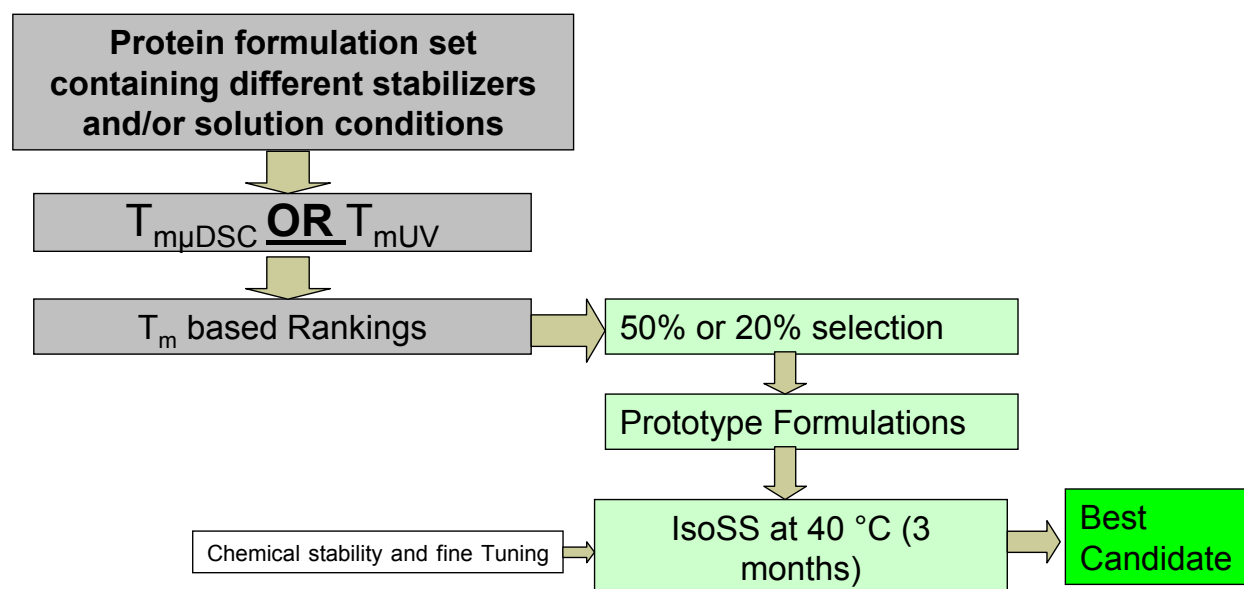 Protein formulation set
containing different stabilizers
and/or solution conditions
TmµDSC OR TmUV
Tm based Rankings
50% or 20% selection
Prototype Formulations
Chemical stability and fine Tuning
IsoSS at 40 °C (3
months)
Best
Candidate